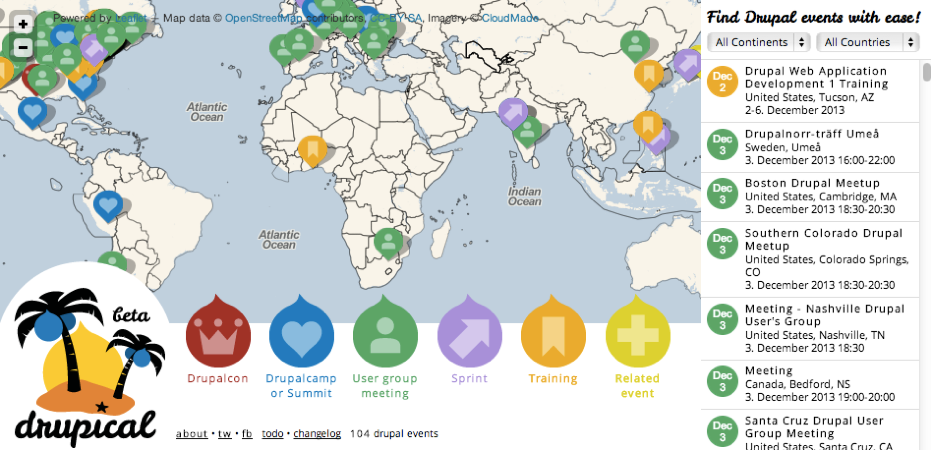 +
−
Powered by Leaflet — Map data © OpenStreetMap contributors, CC-BY-SA, Imagery © CloudMade
Atlantic
Ocean
Atlantic
Ocean
Indian
Ocean
beta
drupical
Drupalcon
Drupalcamp
or Summit
User group
meeting
Sprint
Training
Related
event
about • tw • fb todo • changelog 104 drupal events
Find Drupal events with ease!
All Continents
All Countries
Dec
2
Drupal Web Application
Development 1 Training
United States, Tucson, AZ
2-6. December 2013
Dec
3
Drupalnorr-träff Umeå
Sweden, Umeå
3. December 2013 16:00-22:00
Dec
3
Boston Drupal Meetup
United States, Cambridge, MA
3. December 2013 18:30-20:30
Dec
3
Southern Colorado Drupal
Meetup
United States, Colorado Springs,
CO
3. December 2013 18:30-20:30
Dec
3
Meeting - Nashville Drupal
User's Group
United States, Nashville, TN
3. December 2013 18:30
Dec
3
Meeting
Canada, Bedford, NS
3. December 2013 19:00-20:00
Dec
3
Santa Cruz Drupal User
Group Meeting
United States, Santa Cruz, CA